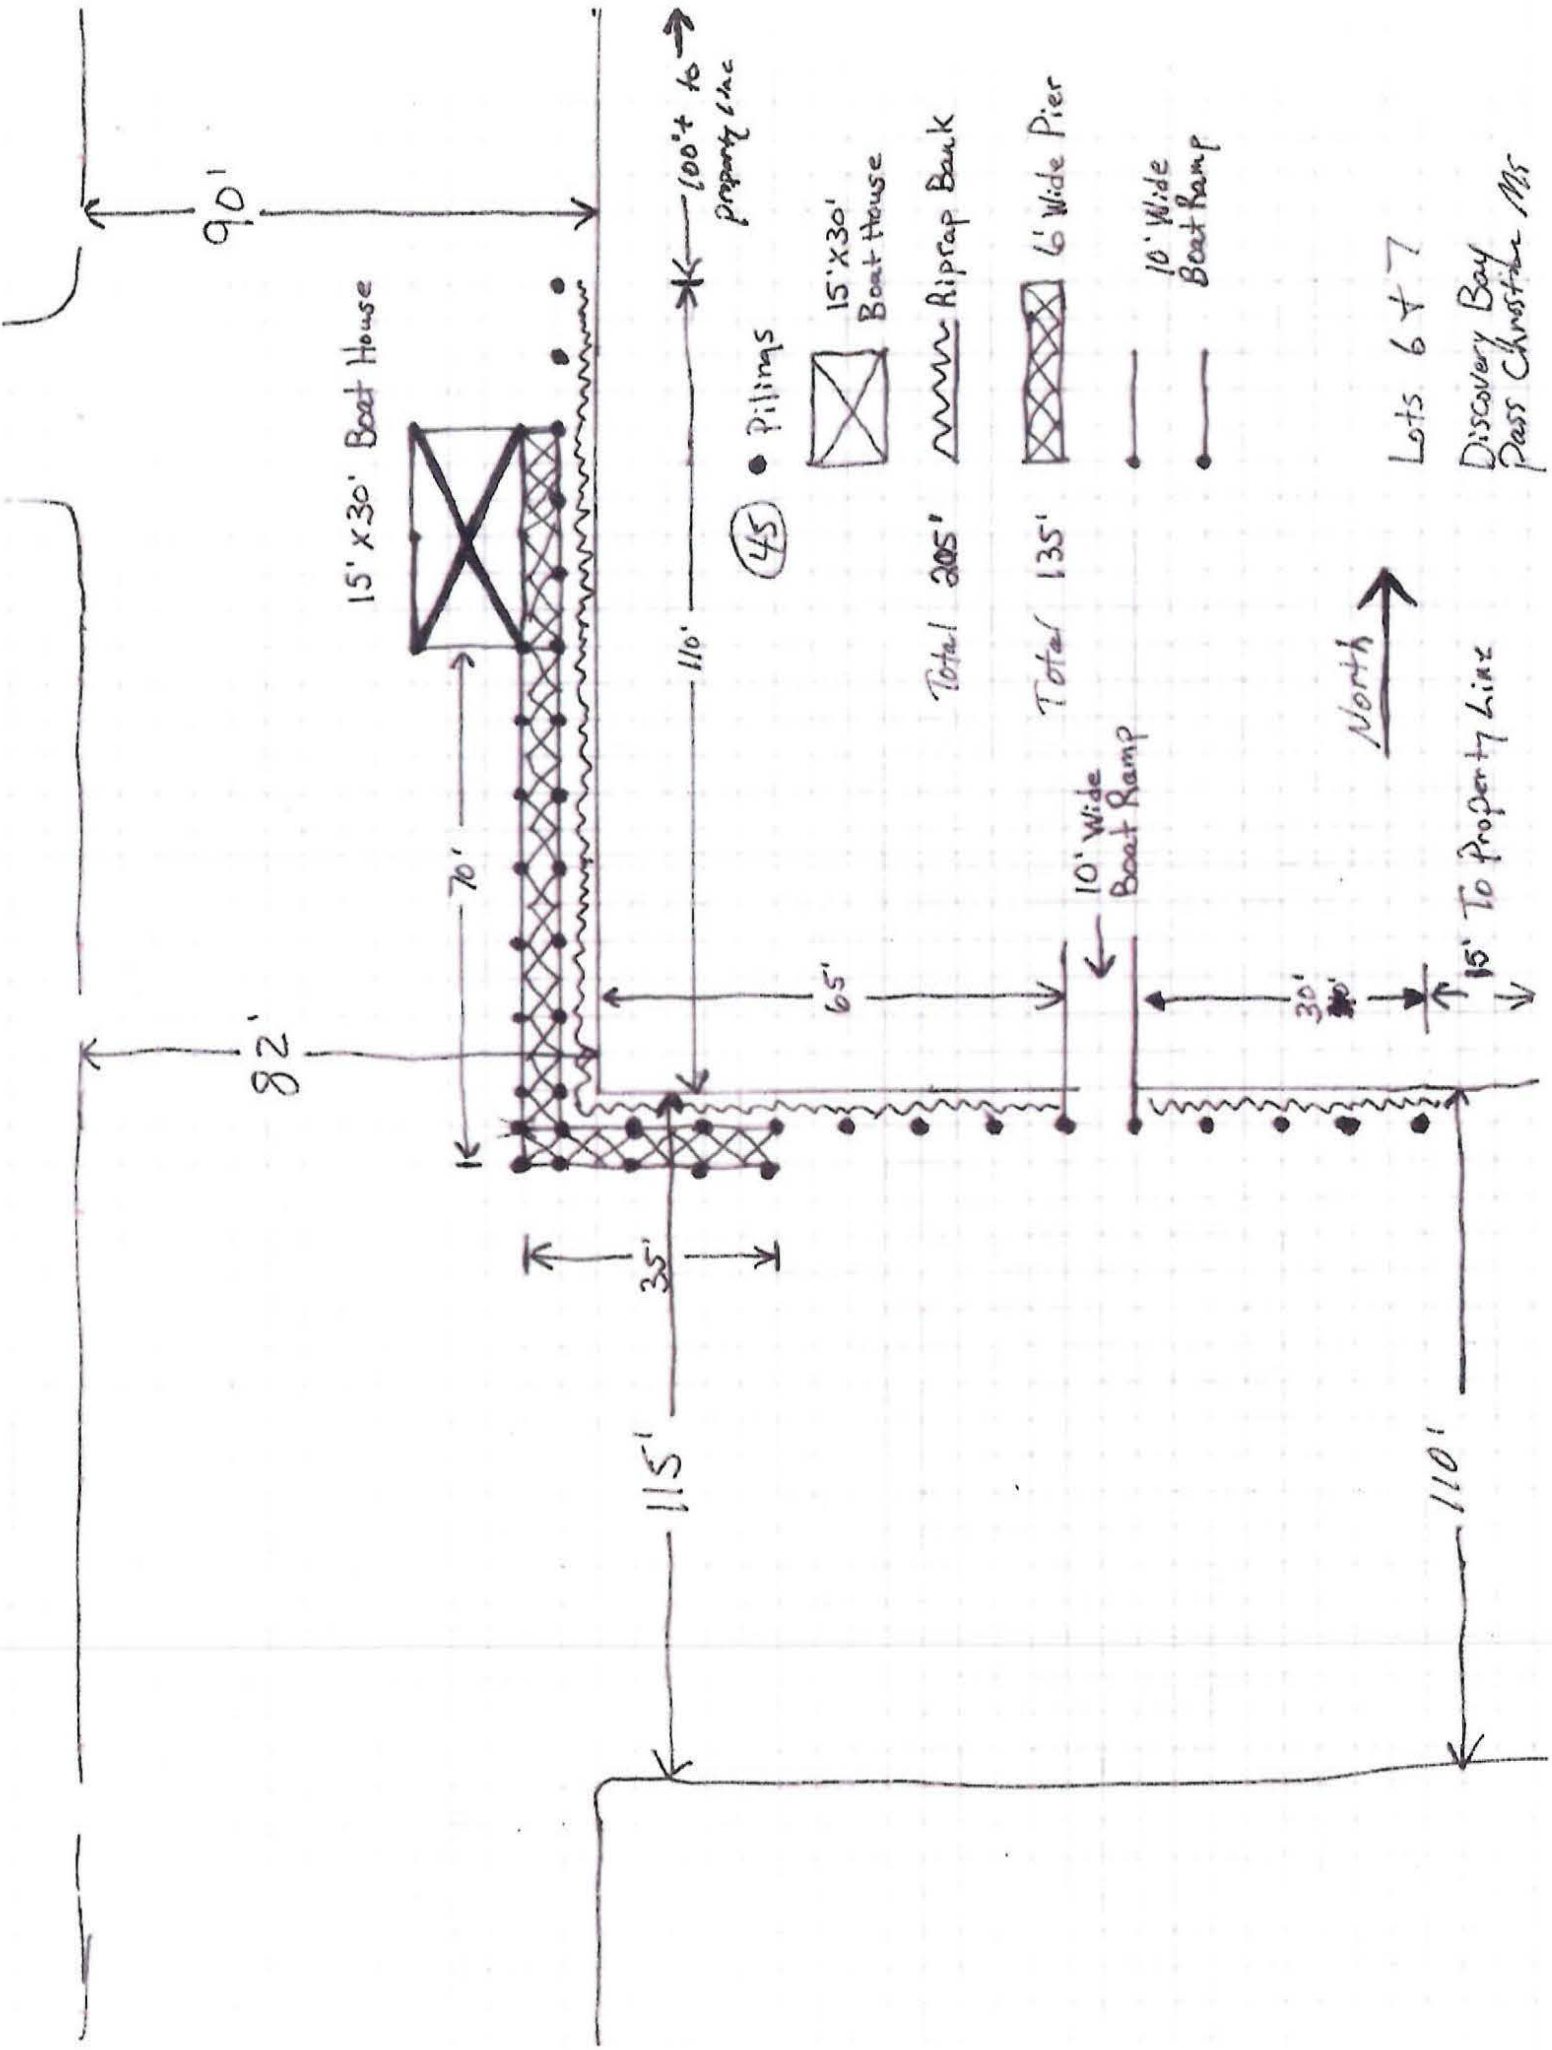 90'
15' X 30' Boat House
82'
70'
100'+ to
property line
110'
45
Pilings
15' X 30'
Boat House
Total 205'
Riprap Bank
Total 135'
6' Wide Pier
10' Wide
Boat Ramp
65'
10' Wide
Boat Ramp
30'
15' To Property Line
35'
115'
110'
North
Lots 6 + 7
Discovery Bay
Pass Christian Ms